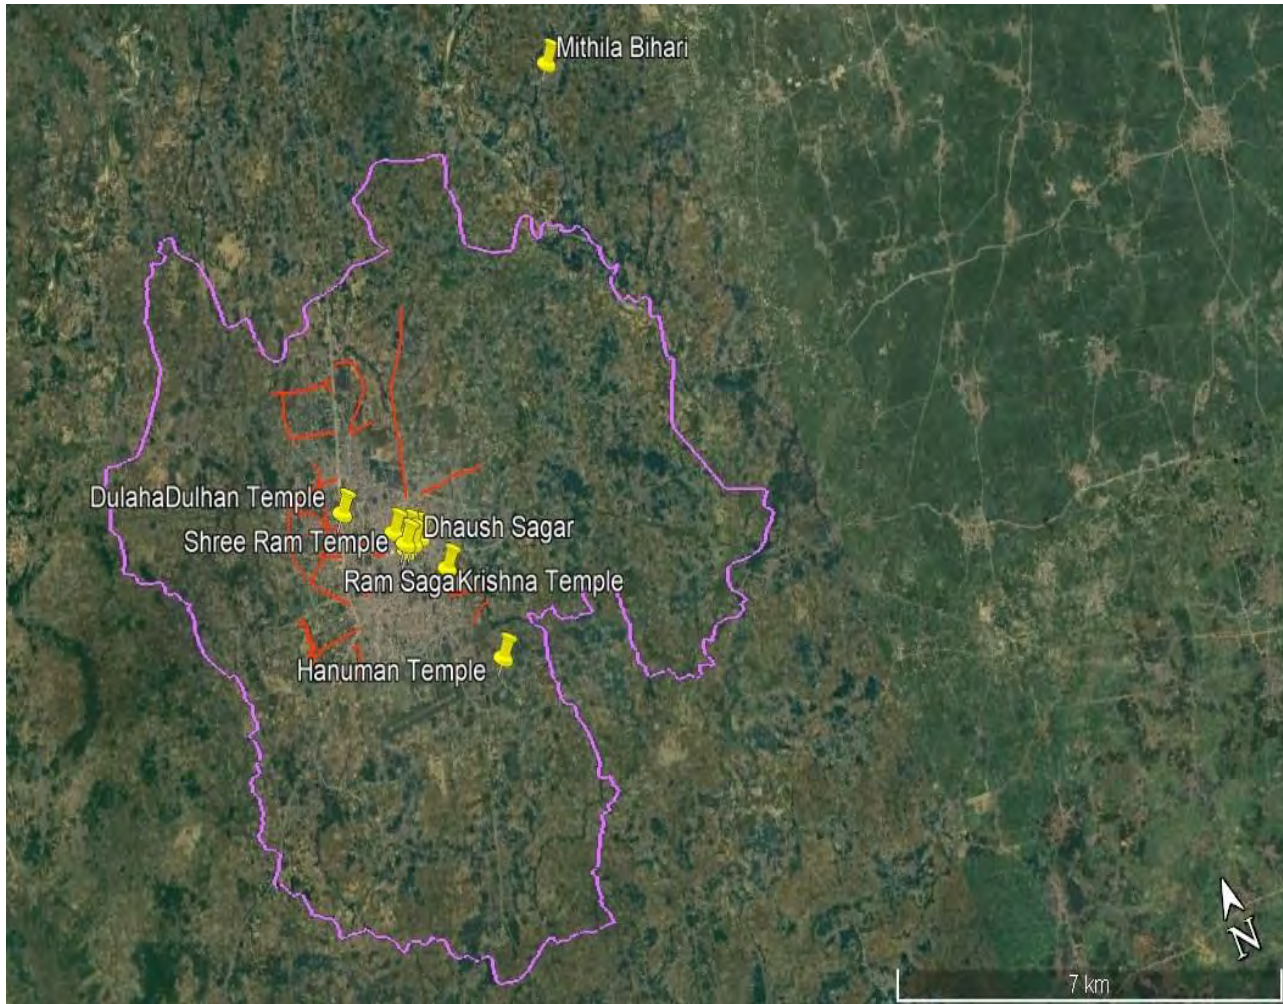 Mithila Bihari
DulahaDulhan Temple
Dhaush Sagar
Shree Ram Temple
Ram SagaKrishna Temple
Hanuman Temple
N
7 km